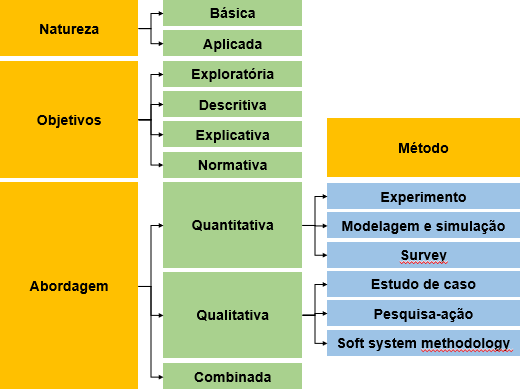 Natureza
Básica
Aplicada
Objetivos
Exploratória
Descritiva
Explicativa
Normativa
Abordagem
Quantitativa
Qualitativa
Combinada
Método
Experimento
Modelagem e simulação
Survey
Estudo de caso
Pesquisa-ação
Soft system methodology